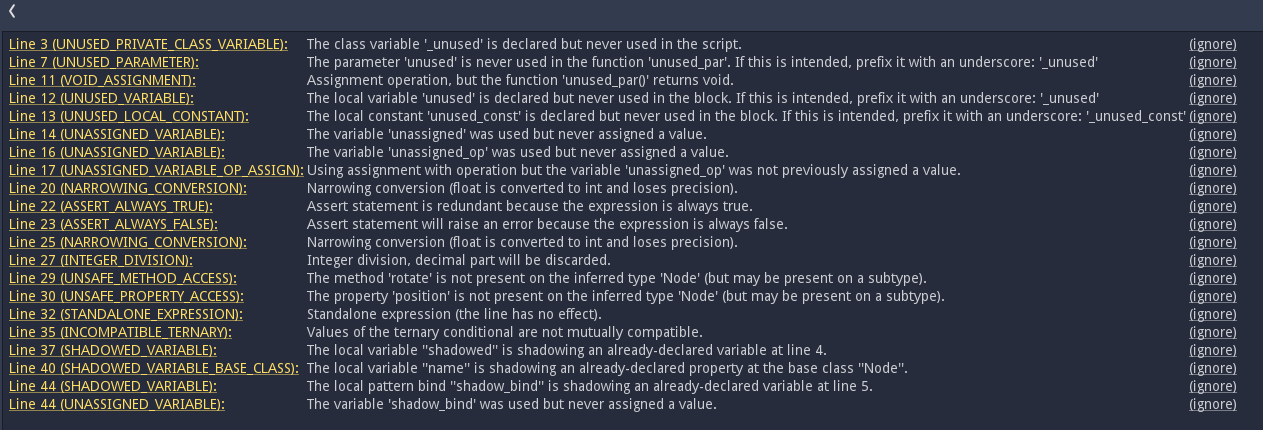 Line 3 (UNUSED_PRIVATE_CLASS_VARIABLE): The class variable '_unused' is declared but never used in the script. (ignore)
Line 7 (UNUSED_PARAMETER): The parameter 'unused' is never used in the function 'unused_par'. If this is intended, prefix it with an underscore: '_unused' (ignore)
Line 11 (VOID_ASSIGNMENT): Assignment operation, but the function 'unused_par()' returns void. (ignore)
Line 12 (UNUSED_VARIABLE): The local variable 'unused' is declared but never used in the block. If this is intended, prefix it with an underscore: '_unused' (ignore)
Line 13 (UNUSED_LOCAL_CONSTANT): The local constant 'unused_const' is declared but never used in the block. If this is intended, prefix it with an underscore: '_unused_const' (ignore)
Line 14 (UNASSIGNED_VARIABLE): The variable 'unassigned' was used but never assigned a value. (ignore)
Line 16 (UNASSIGNED_VARIABLE): The variable 'unassigned_op' was used but never assigned a value. (ignore)
Line 17 (UNASSIGNED_VARIABLE_OP_ASSIGN): Using assignment with operation but the variable 'unassigned_op' was not previously assigned a value. (ignore)
Line 20 (NARROWING_CONVERSION): Narrowing conversion (float is converted to int and loses precision). (ignore)
Line 22 (ASSERT_ALWAYS_TRUE): Assert statement is redundant because the expression is always true. (ignore)
Line 23 (ASSERT_ALWAYS_FALSE): Assert statement will raise an error because the expression is always false. (ignore)
Line 25 (NARROWING_CONVERSION): Narrowing conversion (float is converted to int and loses precision). (ignore)
Line 27 (INTEGER_DIVISION): Integer division, decimal part will be discarded. (ignore)
Line 29 (UNSAFE_METHOD_ACCESS): The method 'rotate' is not present on the inferred type 'Node' (but may be present on a subtype). (ignore)
Line 30 (UNSAFE_PROPERTY_ACCESS): The property 'position' is not present on the inferred type 'Node' (but may be present on a subtype). (ignore)
Line 32 (STANDALONE_EXPRESSION): Standalone expression (the line has no effect). (ignore)
Line 35 (INCOMPATIBLE_TERNARY): Values of the ternary conditional are not mutually compatible. (ignore)
Line 37 (SHADOWED_VARIABLE): The local variable "shadowed" is shadowing an already-declared variable at line 4. (ignore)
Line 40 (SHADOWED_VARIABLE_BASE_CLASS): The local variable "name" is shadowing an already-declared property at the base class "Node". (ignore)
Line 44 (SHADOWED_VARIABLE): The local pattern bind "shadow_bind" is shadowing an already-declared variable at line 5. (ignore)
Line 44 (UNASSIGNED_VARIABLE): The variable 'shadow_bind' was used but never assigned a value. (ignore)